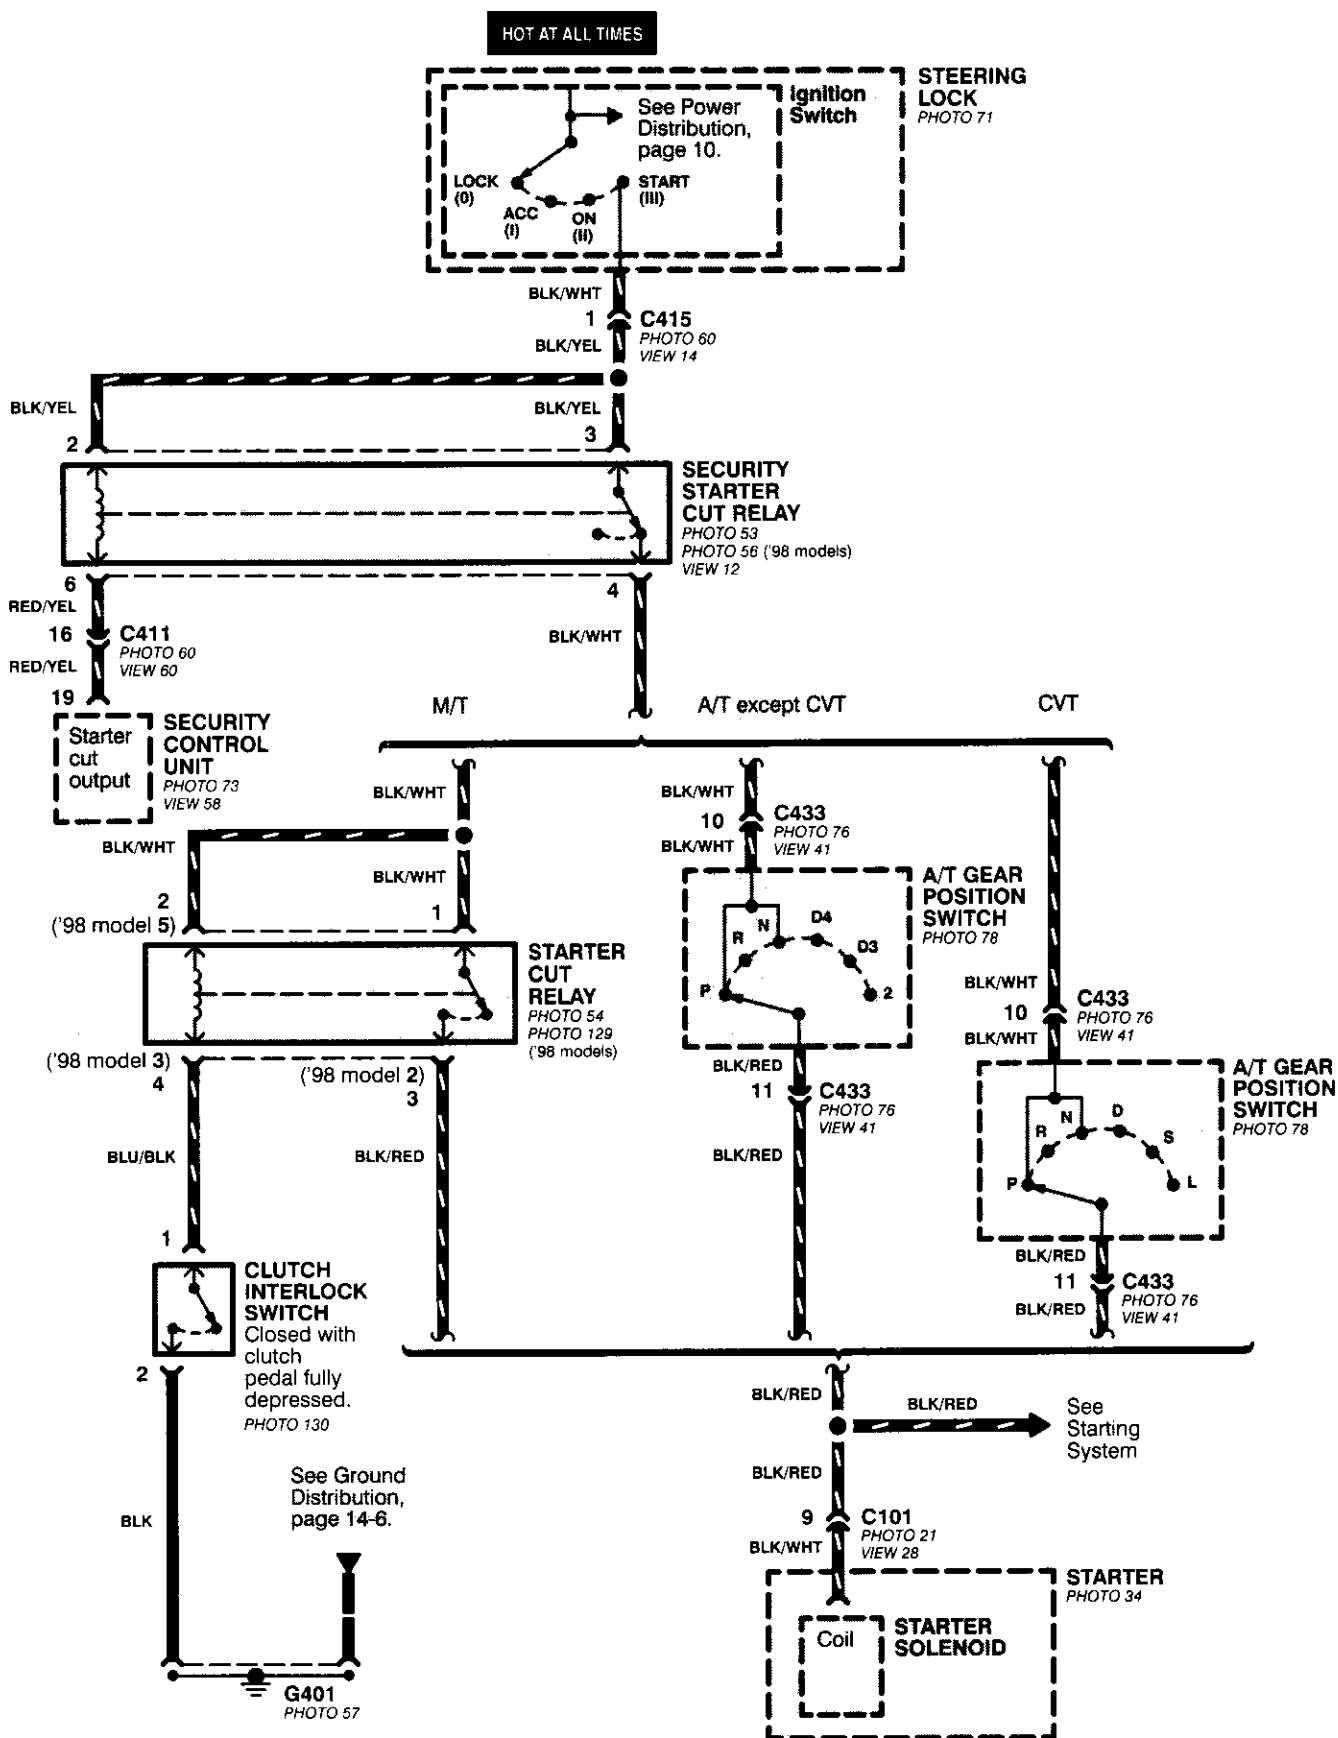 HOT AT ALL TIMES
STEERING
LOCK
PHOTO 71
Ignition
Switch
See Power
Distribution,
page 10.
LOCK
(0)
START
(III)
ACC
(I)
ON
(II)
BLK/WHT
1
C415
PHOTO 60
VIEW 14
BLK/YEL
BLK/YEL
BLK/YEL
2
3
SECURITY
STARTER
CUT RELAY
PHOTO 53
PHOTO 56 ('98 models)
VIEW 12
6
4
RED/YEL
16
C411
PHOTO 60
VIEW 60
BLK/WHT
RED/YEL
19
Starter
cut
output
SECURITY
CONTROL
UNIT
PHOTO 73
VIEW 58
M/T
A/T except CVT
CVT
BLK/WHT
BLK/WHT
BLK/WHT
BLK/WHT
2
('98 model 5)
1
STARTER
CUT
RELAY
PHOTO 54
PHOTO 129
('98 models)
10
C433
PHOTO 76
VIEW 41
BLK/WHT
A/T GEAR
POSITION
SWITCH
PHOTO 78
P
R
N
D4
D3
2
BLK/RED
11
C433
PHOTO 76
VIEW 41
BLK/RED
BLK/WHT
10
C433
PHOTO 76
VIEW 41
BLK/WHT
A/T GEAR
POSITION
SWITCH
PHOTO 78
P
R
N
D
S
L
BLK/RED
11
C433
PHOTO 76
VIEW 41
BLK/RED
('98 model 3)
4
('98 model 2)
3
BLU/BLK
BLK/RED
1
CLUTCH
INTERLOCK
SWITCH
Closed with
clutch
pedal fully
depressed.
PHOTO 130
2
BLK
See Ground
Distribution,
page 14-6.
G401
PHOTO 57
BLK/RED
BLK/RED
See
Starting
System
BLK/RED
9
C101
PHOTO 21
VIEW 28
BLK/WHT
STARTER
PHOTO 34
Coil
STARTER
SOLENOID